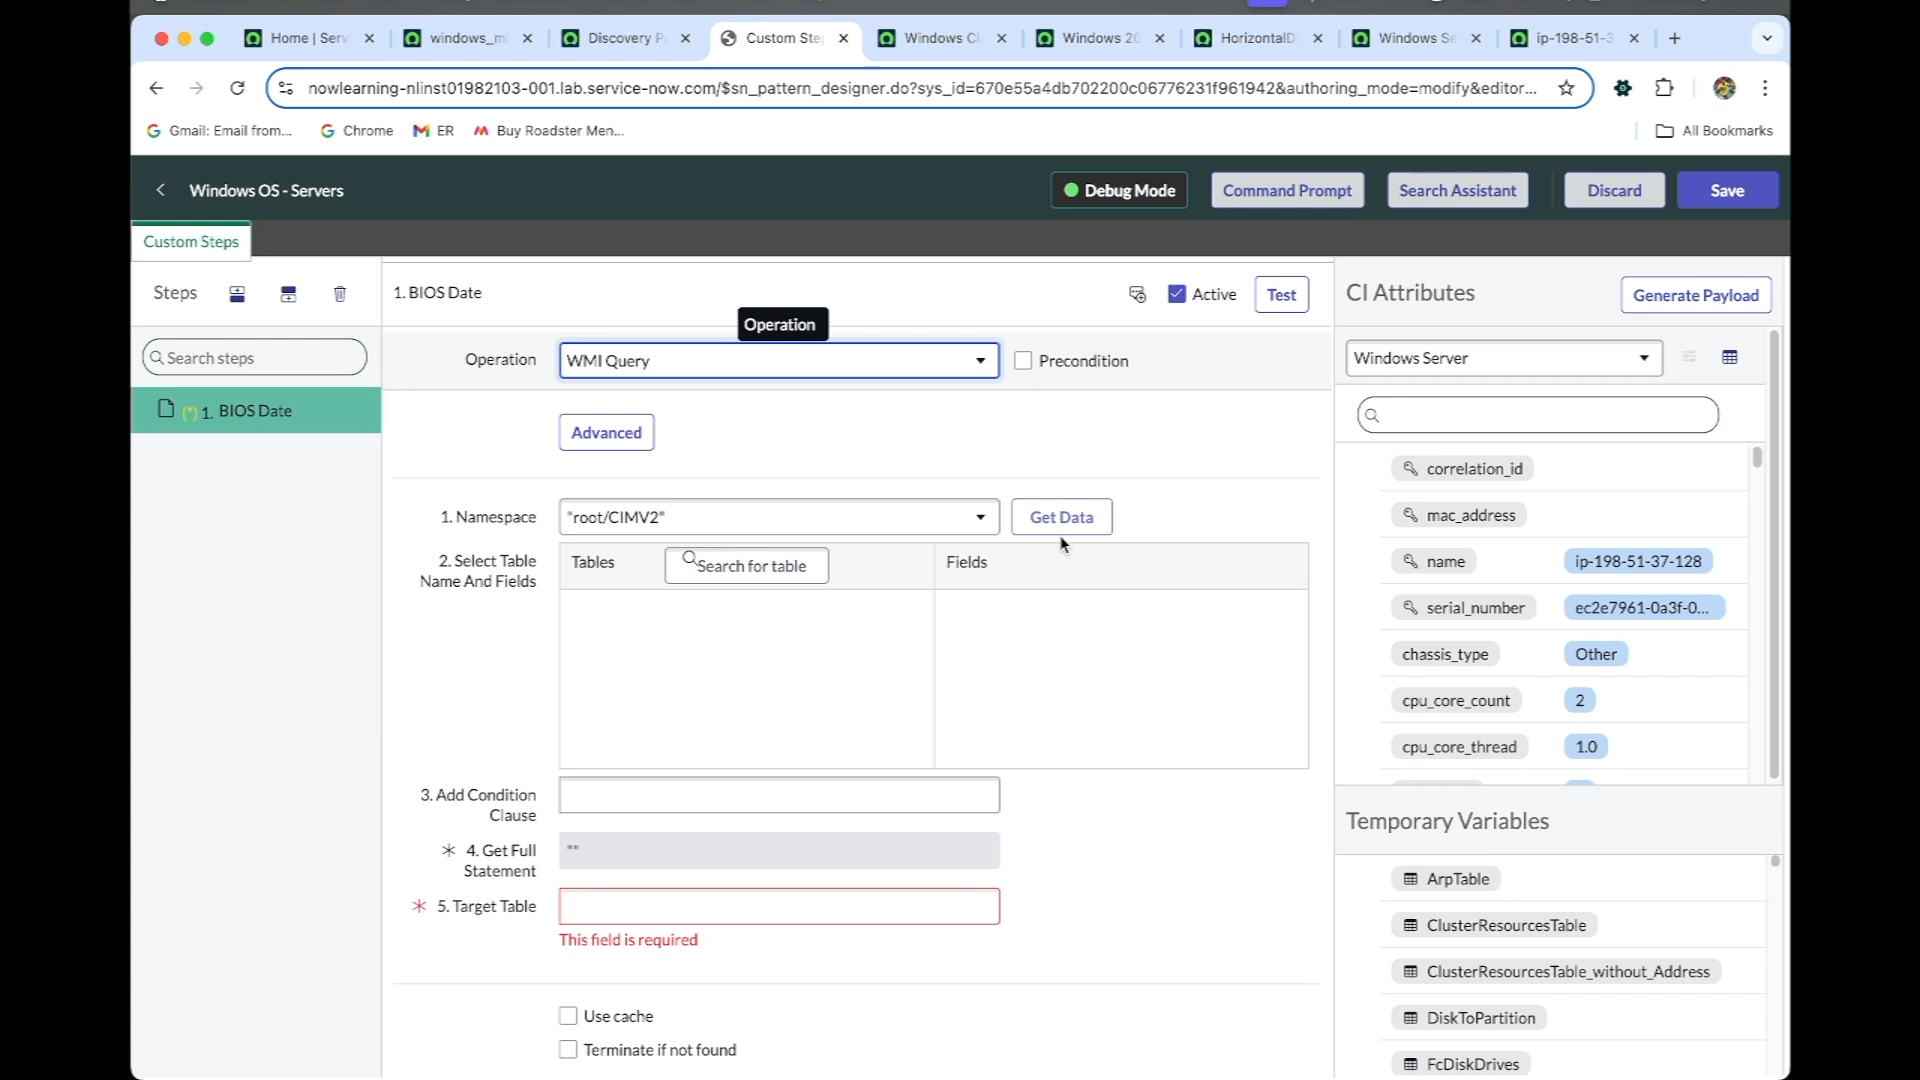 Home | Serv
windows_mi
Discovery P
Custom Ste
Windows Cl
Windows 20
HorizontalD
Windows Se
ip-198-51-3
nowlearning-nlinst01982103-001.lab.service-now.com/$sn_pattern_designer.do?sys_id=670e55a4db702200c06776231f961942&authoring_mode=modify&editor...
Gmail: Email from...
Chrome
ER
Buy Roadster Men...
All Bookmarks
Windows OS - Servers
Debug Mode
Command Prompt
Search Assistant
Discard
Save
Custom Steps
Steps
1. BIOS Date
Active
Test
CI Attributes
Generate Payload
Operation
Search steps
Operation
WMI Query
Precondition
Windows Server
(*) 1. BIOS Date
Advanced
correlation_id
1. Namespace
"root/CIMV2"
Get Data
mac_address
2. Select Table
Name And Fields
Tables
Search for table
Fields
name
ip-198-51-37-128
serial_number
ec2e7961-0a3f-0...
chassis_type
Other
cpu_core_count
2
cpu_core_thread
1.0
3. Add Condition
Clause
* 4. Get Full
Statement
""
* 5. Target Table
This field is required
Temporary Variables
ArpTable
ClusterResourcesTable
ClusterResourcesTable_without_Address
DiskToPartition
FcDiskDrives
Use cache
Terminate if not found